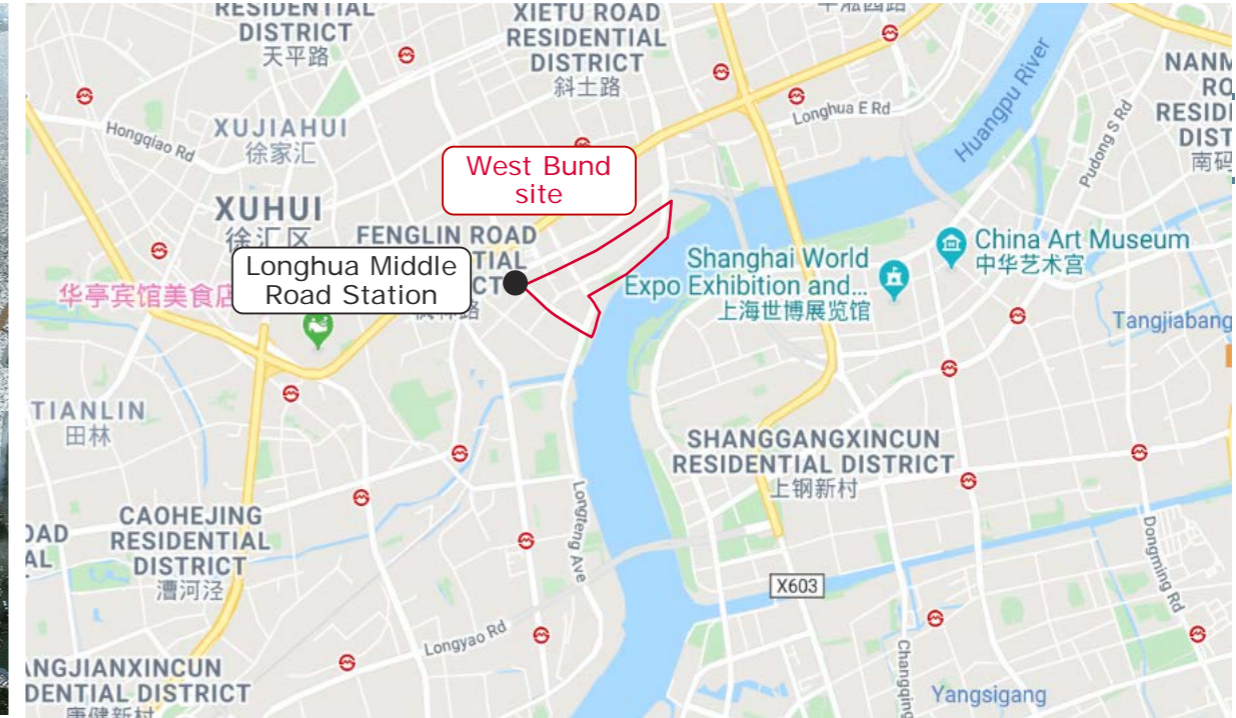 RESIDENTIAL
DISTRICT
天平路
XIETU ROAD
RESIDENTIAL
DISTRICT
斜土路
Longhua E Rd
Huangpu River
Pudong S Rd
南码
Hongqiao Rd
XUJIAHUI
徐家汇
West Bund
site
XUHUI
徐汇区
FENGLIN ROAD
Longhua Middle
Road Station
华亭宾馆美食店
Shanghai World
Expo Exhibition and...
上海世博展览馆
China Art Museum
中华艺术宫
Tangjiabang
TIANLIN
田林
SHANGGANGXINCUN
RESIDENTIAL DISTRICT
上钢新村
Longteng Ave
CAOHEJING
RESIDENTIAL
DISTRICT
漕河泾
X603
Dongming Rd
Longyao Rd
Changqing
Yangsigang
ANGJIANXINCUN
DENTIAL DISTRICT